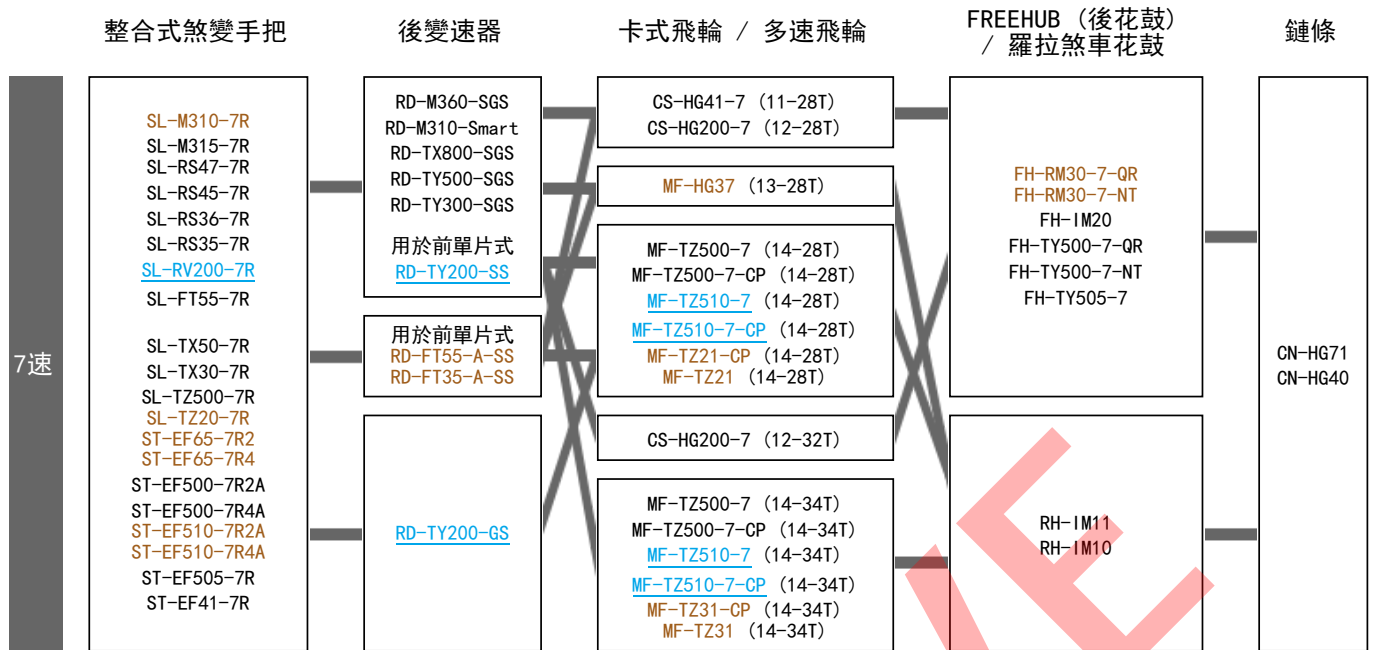 整合式煞變手把
後變速器
卡式飛輪 / 多速飛輪
FREEHUB (後花鼓)
/ 羅拉煞車花鼓
鏈條
7速
SL-M310-7R
SL-M315-7R
SL-RS47-7R
SL-RS45-7R
SL-RS36-7R
SL-RS35-7R
SL-RV200-7R
SL-FT55-7R
SL-TX50-7R
SL-TX30-7R
SL-TZ500-7R
SL-TZ20-7R
ST-EF65-7R2
ST-EF65-7R4
ST-EF500-7R2A
ST-EF500-7R4A
ST-EF510-7R2A
ST-EF510-7R4A
ST-EF505-7R
ST-EF41-7R
RD-M360-SGS
RD-M310-Smart
RD-TX800-SGS
RD-TY500-SGS
RD-TY300-SGS
用於前單片式
RD-TY200-SS
用於前單片式
RD-FT55-A-SS
RD-FT35-A-SS
RD-TY200-GS
CS-HG41-7 (11-28T)
CS-HG200-7 (12-28T)
MF-HG37 (13-28T)
MF-TZ500-7 (14-28T)
MF-TZ500-7-CP (14-28T)
MF-TZ510-7 (14-28T)
MF-TZ510-7-CP (14-28T)
MF-TZ21-CP (14-28T)
MF-TZ21 (14-28T)
CS-HG200-7 (12-32T)
MF-TZ500-7 (14-34T)
MF-TZ500-7-CP (14-34T)
MF-TZ510-7 (14-34T)
MF-TZ510-7-CP (14-34T)
MF-TZ31-CP (14-34T)
MF-TZ31 (14-34T)
FH-RM30-7-QR
FH-RM30-7-NT
FH-IM20
FH-TY500-7-QR
FH-TY500-7-NT
FH-TY505-7
RH-IM11
RH-IM10
CN-HG71
CN-HG40
VE